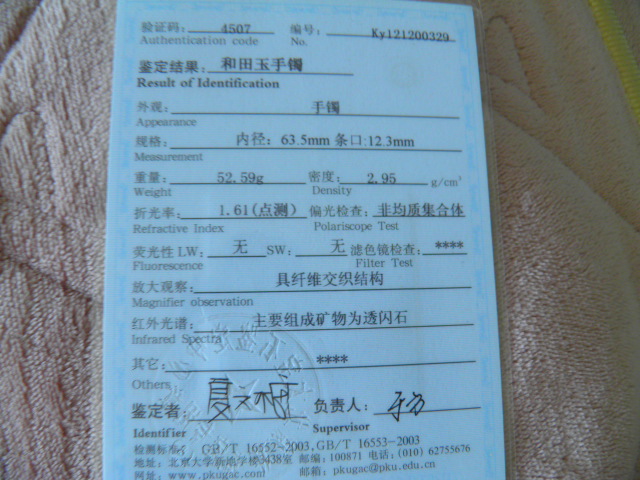 验证码: 4507 编号: Ky121200329
Authentication code No.
鉴定结果: 和田玉手镯
Result of Identification
外观: 手镯
Appearance
规格: 内径: 63.5mm 条口:12.3mm
Measurement
重量: 52.59g 密度: 2.95 g/cm³
Weight Density
折光率: 1.61(点测) 偏光检查: 非均质集合体
Refractive Index Polariscope Test
荧光性 LW: 无 SW: 无 滤色镜检查: ****
Fluorescence Filter Test
放大观察: 具纤维交织结构
Magnifier observation
红外光谱: 主要组成矿物为透闪石
Infrared Spectra
其它: ****
Others
鉴定者: 负责人:
Identifier Supervisor
检测标准: GB/T 16552-2003,GB/T 16553-2003
地址: 北京大学新地学楼3438室 邮编: 100871 电话: (010) 62755676
网址: www.pkugac.com 邮箱: pkugac@pku.edu.cn